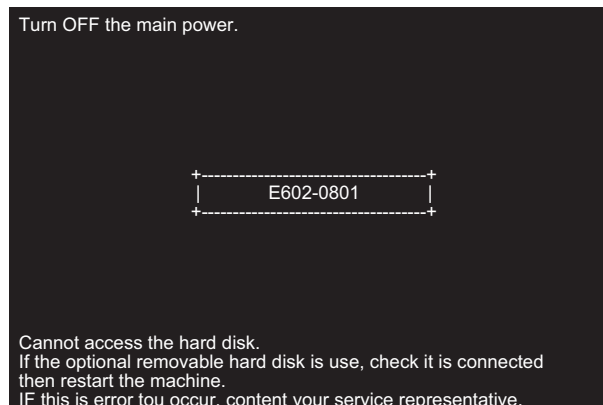 Turn OFF the main power.
+------------------------------------+
| E602-0801 |
+------------------------------------+
Cannot access the hard disk.
If the optional removable hard disk is use, check it is connected
then restart the machine.
IF this is error tou occur, content your service representative.